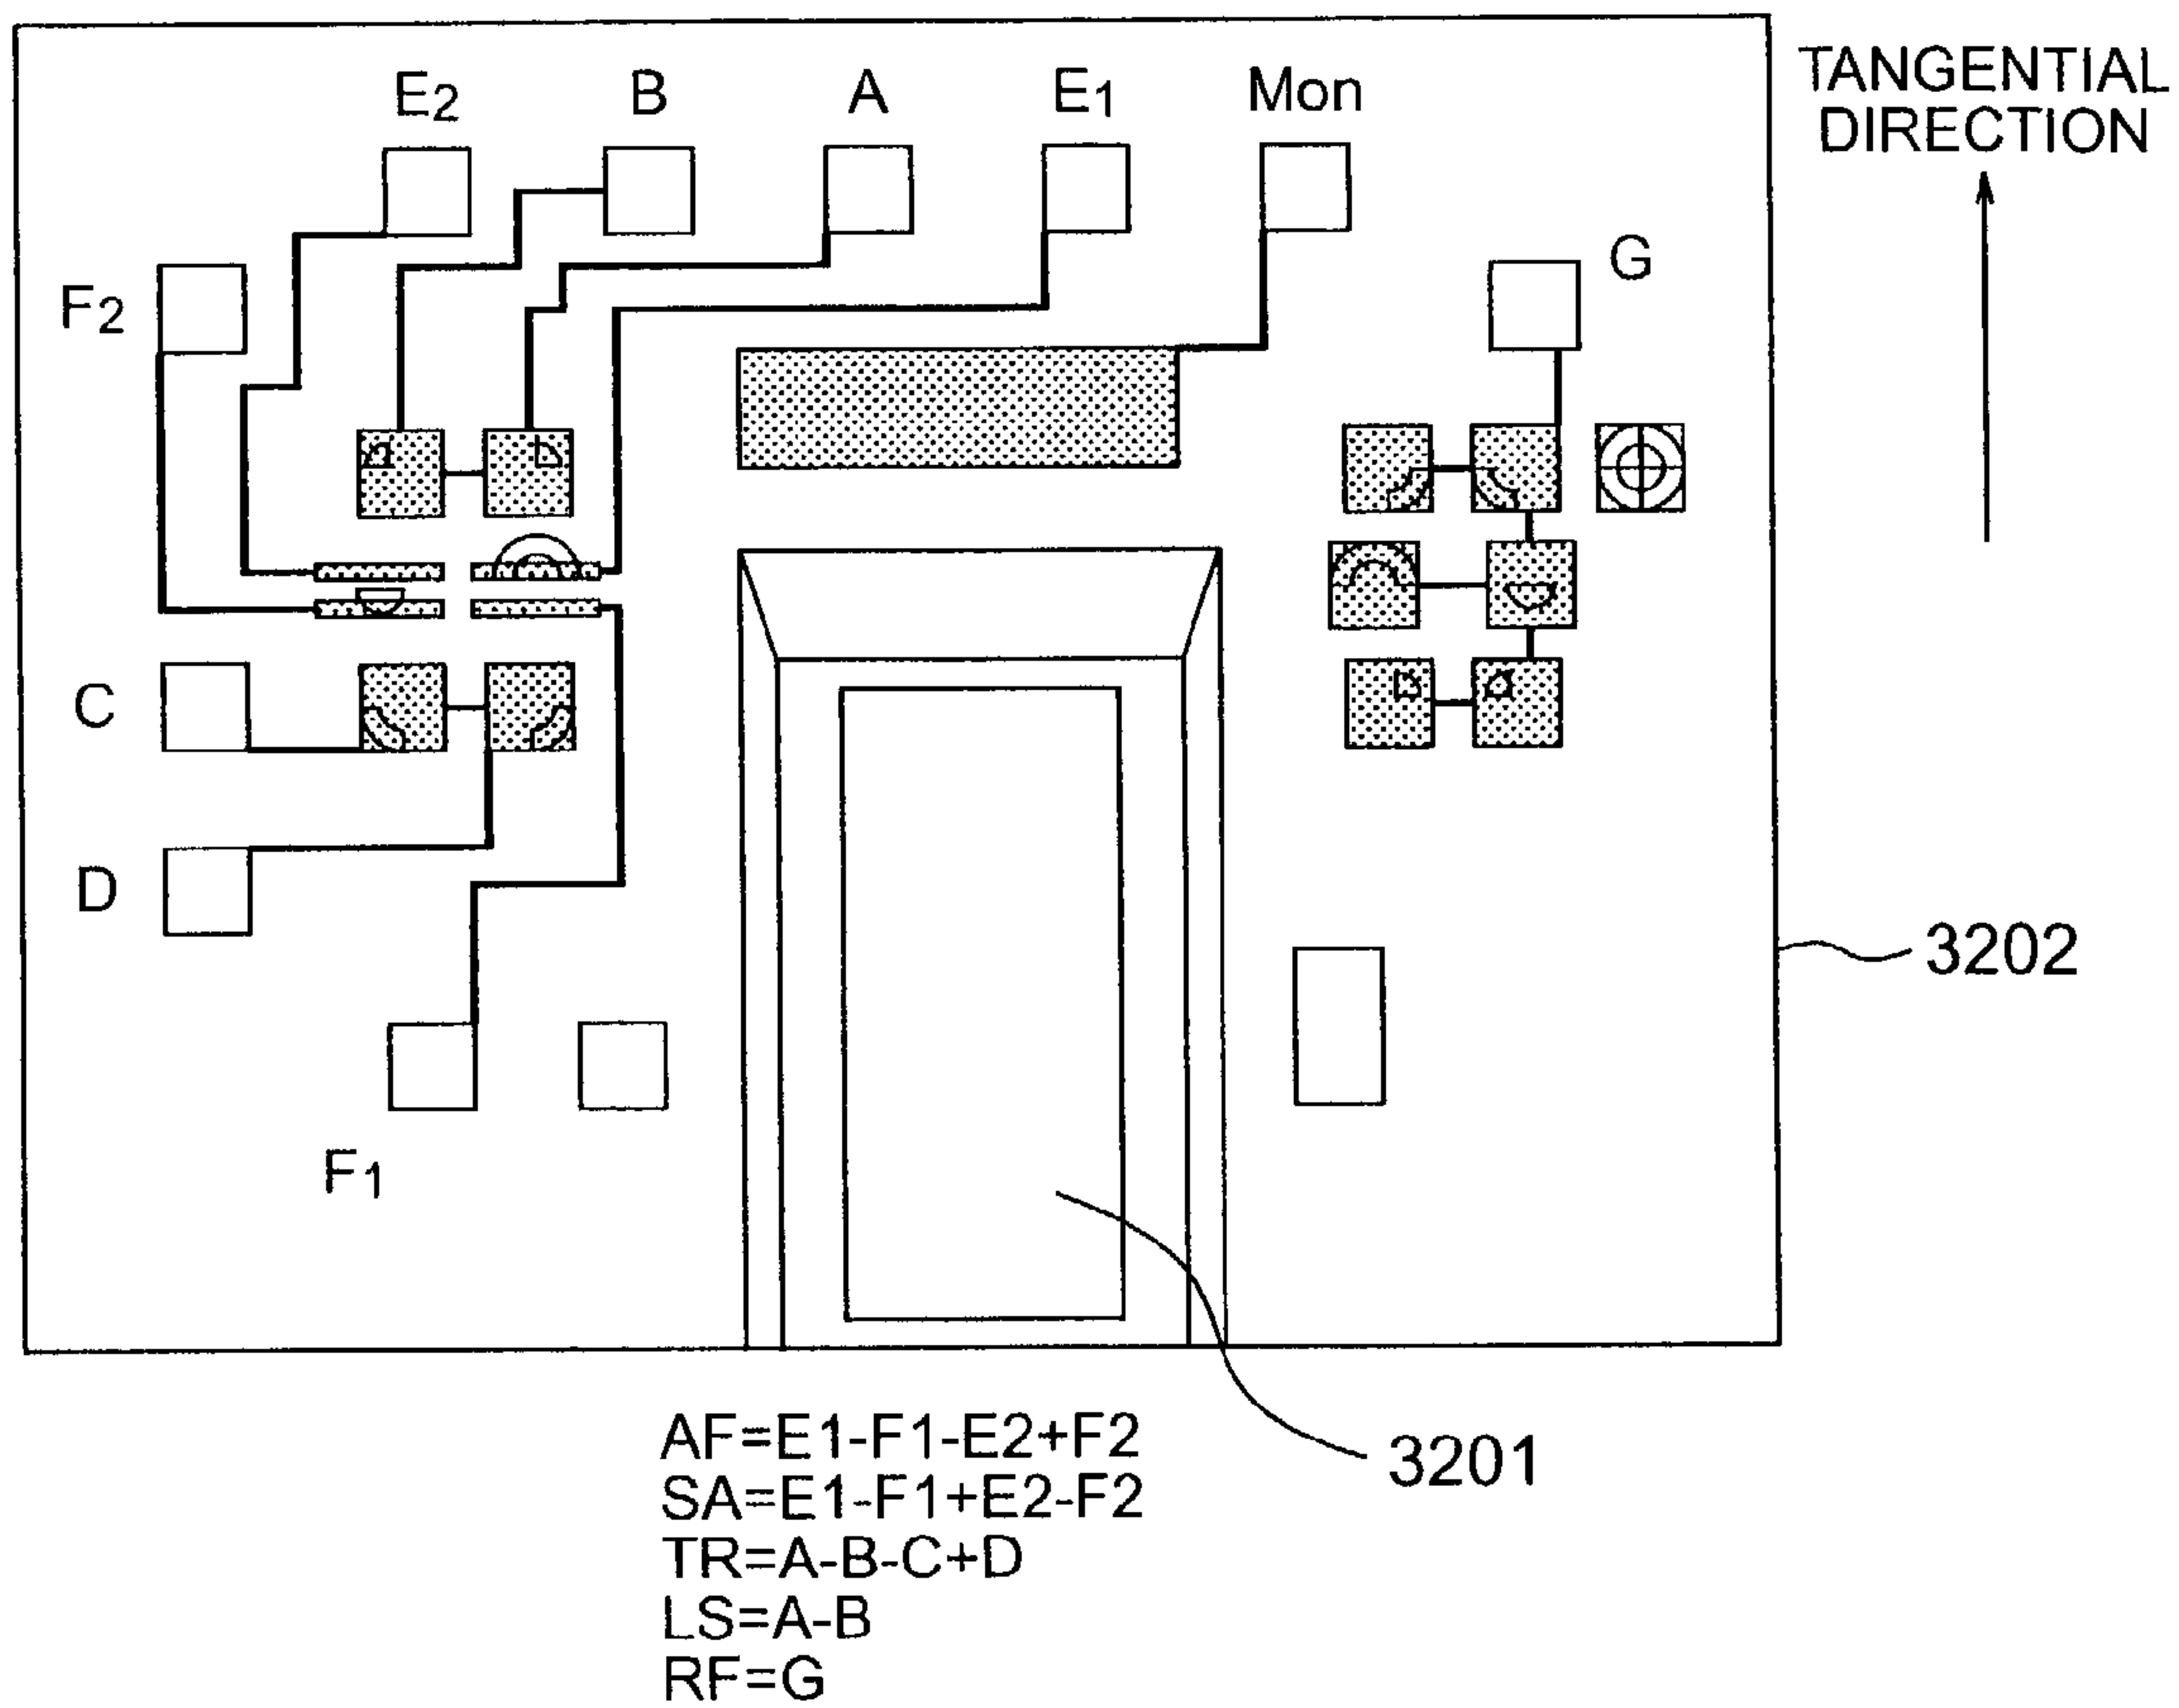 TANGENTIAL
DIRECTION
E2
B
A
E1
Mon
G
F2
C
D
3202
F1
3201
AF=E1-F1-E2+F2
SA=E1-F1+E2-F2
TR=A-B-C+D
LS=A-B
RF=G